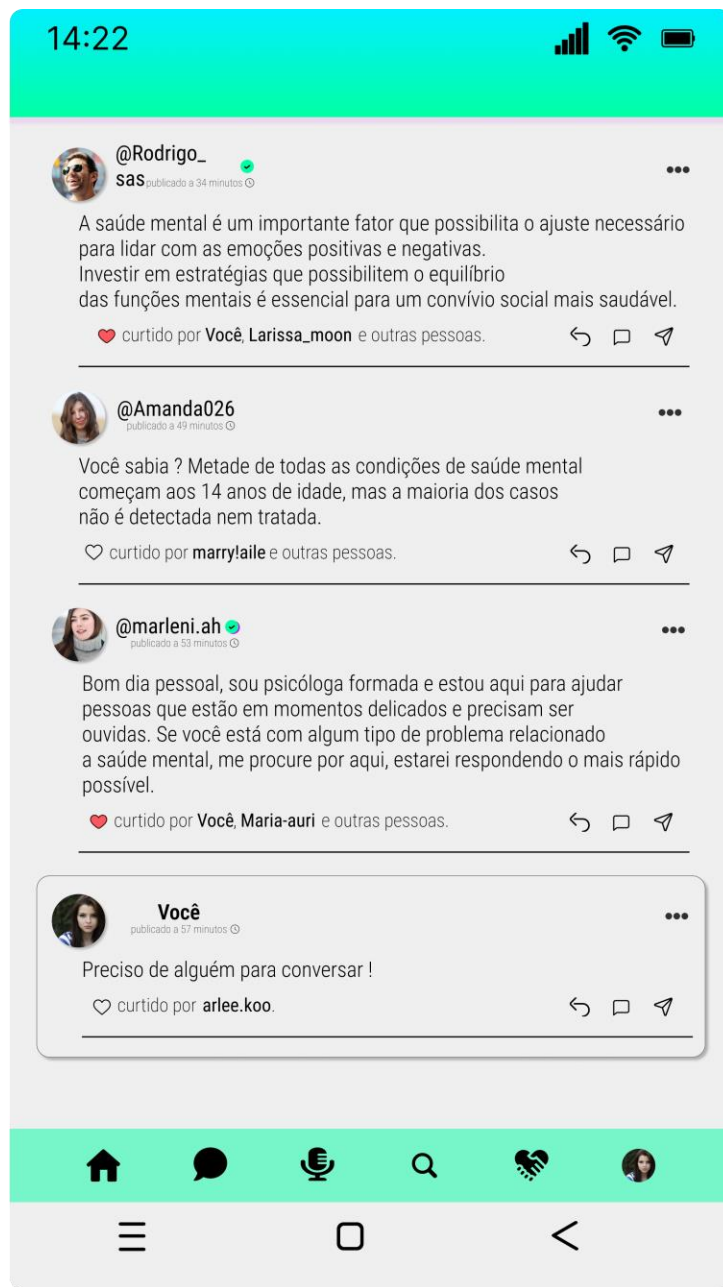 14:22
@Rodrigo_
sas publicado a 34 minutos
A saúde mental é um importante fator que possibilita o ajuste necessário
para lidar com as emoções positivas e negativas.
Investir em estratégias que possibilitem o equilíbrio
das funções mentais é essencial para um convívio social mais saudável.
curtido por Você, Larissa_moon e outras pessoas.
@Amanda026
publicado a 49 minutos
Você sabia ? Metade de todas as condições de saúde mental
começam aos 14 anos de idade, mas a maioria dos casos
não é detectada nem tratada.
curtido por marry!aile e outras pessoas.
@marleni.ah
publicado a 53 minutos
Bom dia pessoal, sou psicóloga formada e estou aqui para ajudar
pessoas que estão em momentos delicados e precisam ser
ouvidas. Se você está com algum tipo de problema relacionado
a saúde mental, me procure por aqui, estarei respondendo o mais rápido
possível.
curtido por Você, Maria-auri e outras pessoas.
Você
publicado a 57 minutos
Preciso de alguém para conversar !
curtido por arlee.koo.